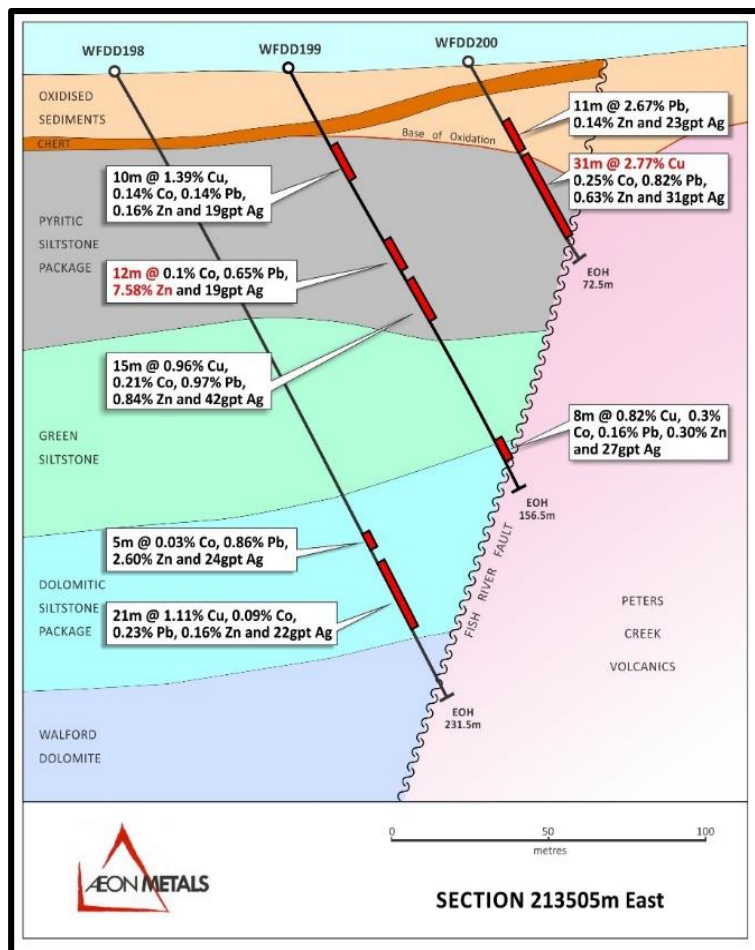 WFDD198
WFDD199
WFDD200
OXIDISED
SEDIMENTS
CHERT
Base of Oxidation
11m @ 2.67% Pb,
0.14% Zn and 23gpt Ag
31m @ 2.77% Cu
0.25% Co, 0.82% Pb,
0.63% Zn and 31gpt Ag
10m @ 1.39% Cu,
0.14% Co, 0.14% Pb,
0.16% Zn and 19gpt Ag
PYRITIC
SILTSTONE
PACKAGE
12m @ 0.1% Co, 0.65% Pb,
7.58% Zn and 19gpt Ag
EOH
72.5m
15m @ 0.96% Cu,
0.21% Co, 0.97% Pb,
0.84% Zn and 42gpt Ag
GREEN
SILTSTONE
8m @ 0.82% Cu, 0.3%
Co, 0.16% Pb, 0.30% Zn
and 27gpt Ag
EOH
156.5m
5m @ 0.03% Co, 0.86% Pb,
2.60% Zn and 24gpt Ag
DOLOMITIC
SILTSTONE
PACKAGE
21m @ 1.11% Cu, 0.09% Co,
0.23% Pb, 0.16% Zn and 22gpt Ag
FISH RIVER FAULT
PETERS
CREEK
VOLCANICS
EOH
231.5m
WALFORD
DOLOMITE
0 50 100
metres
ÆON METALS
SECTION 213505m East